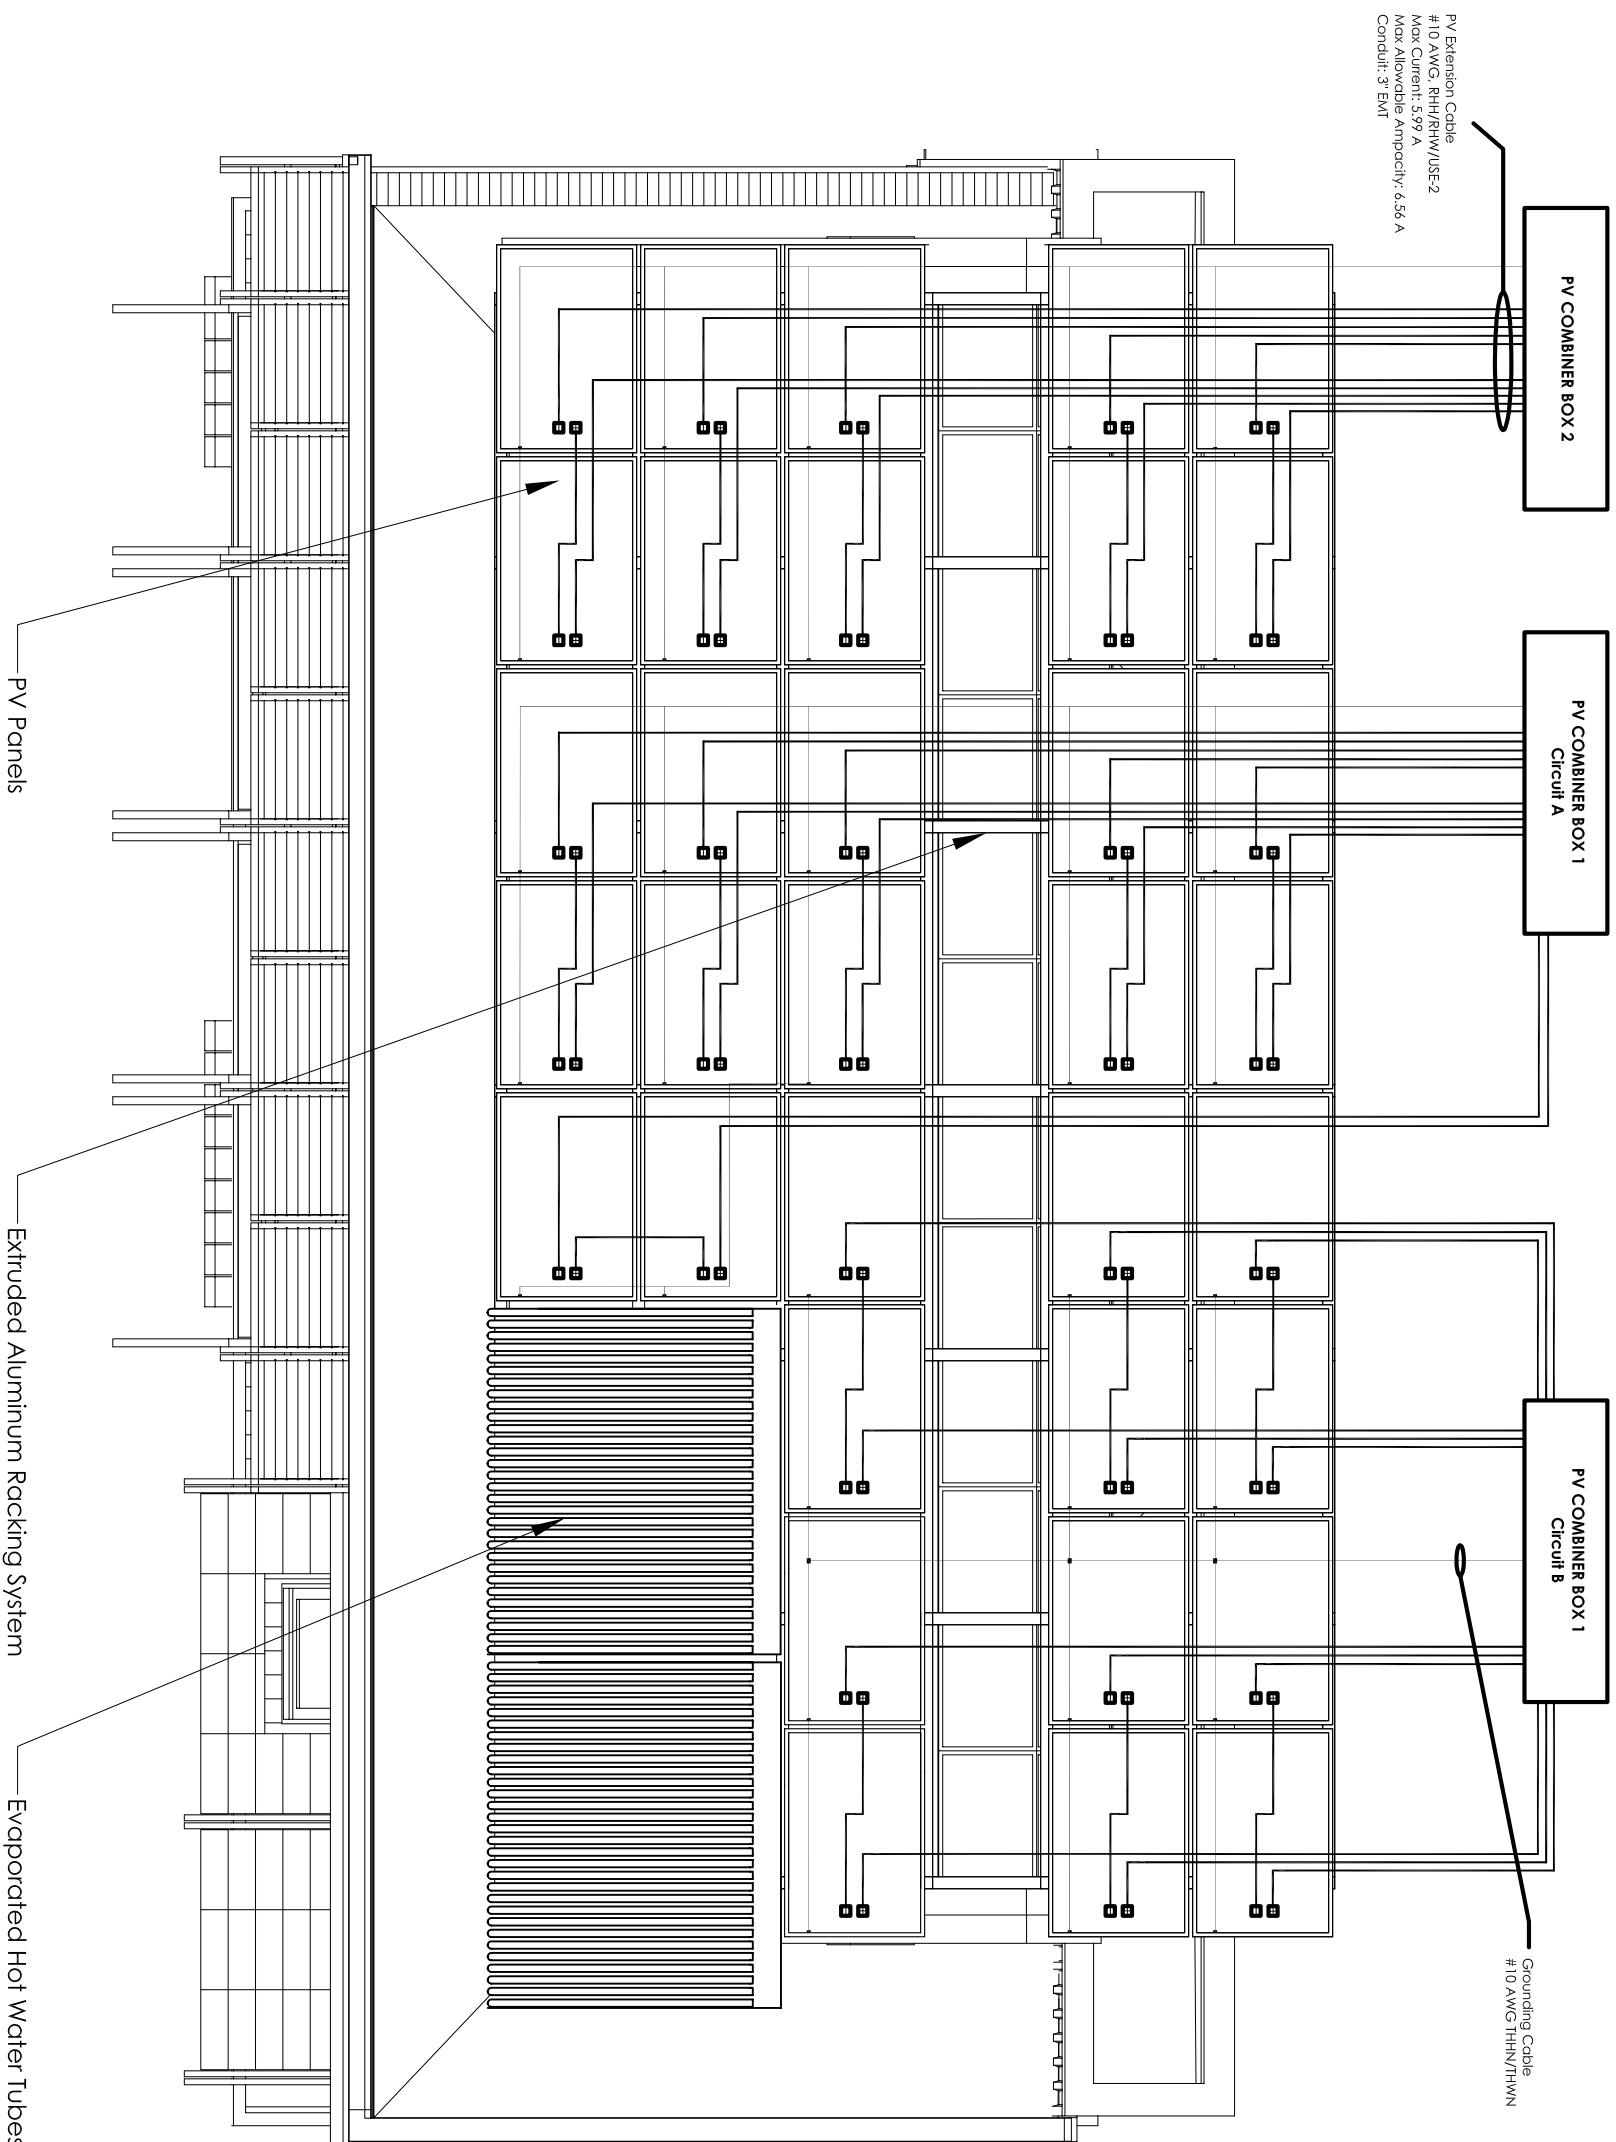 PV Extension Cable
#10 AWG, RHH/RHW/USE-2
Max Current: 5.99 A
Max Allowable Ampacity: 6.56 A
Conduit: 3" EMT
PV COMBINER BOX 2
PV COMBINER BOX 1
Circuit A
PV COMBINER BOX 1
Circuit B
Grounding Cable
#10 AWG THHN/THWN
PV Panels
Extruded Aluminum Racking System
Evaporated Hot Water Tubes